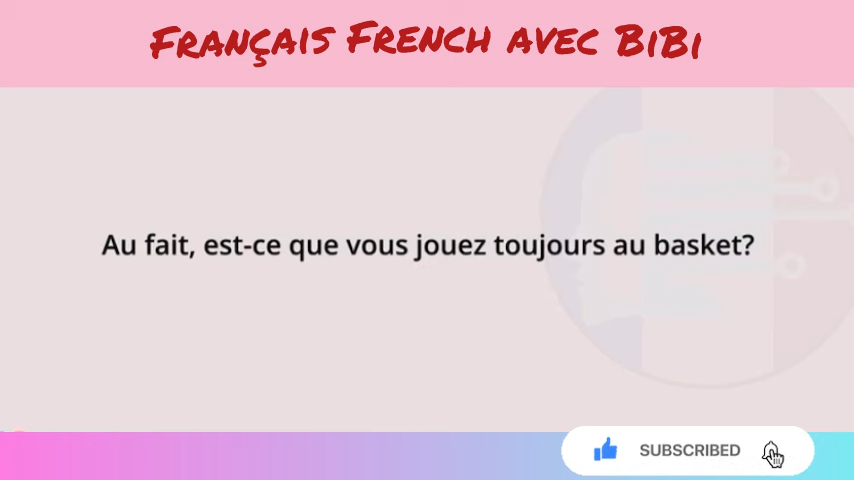 Français French avec BiBi
Au fait, est-ce que vous jouez toujours au basket?
SUBSCRIBED